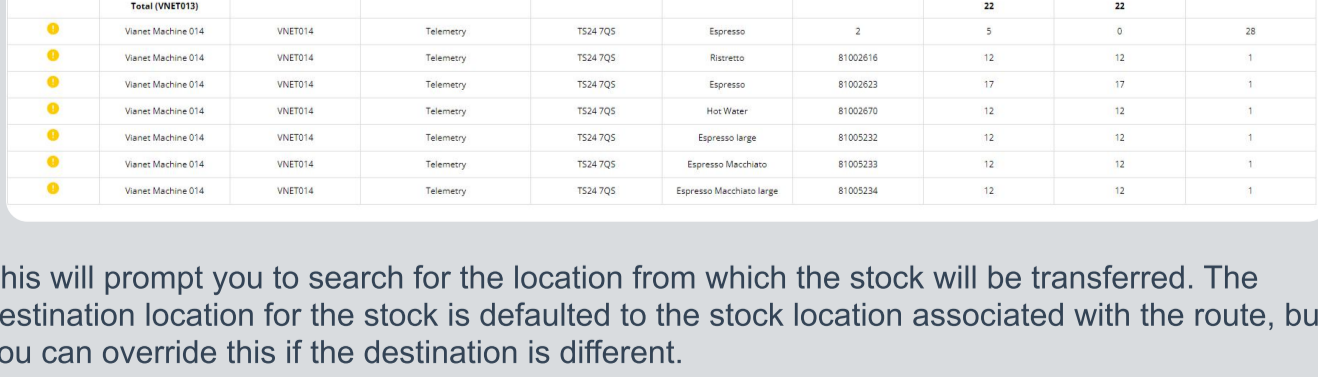 Total (VNET013) 22 22
Vianet Machine 014 VNET014 Telemetry TS24 7QS Espresso 2 5 0 28
Vianet Machine 014 VNET014 Telemetry TS24 7QS Ristretto 81002616 12 12 1
Vianet Machine 014 VNET014 Telemetry TS24 7QS Espresso 81002623 17 17 1
Vianet Machine 014 VNET014 Telemetry TS24 7QS Hot Water 81002670 12 12 1
Vianet Machine 014 VNET014 Telemetry TS24 7QS Espresso large 81005232 12 12 1
Vianet Machine 014 VNET014 Telemetry TS24 7QS Espresso Macchiato 81005233 12 12 1
Vianet Machine 014 VNET014 Telemetry TS24 7QS Espresso Macchiato large 81005234 12 12 1
his will prompt you to search for the location from which the stock will be transferred. The
estination location for the stock is defaulted to the stock location associated with the route, bu
ou can override this if the destination is different.